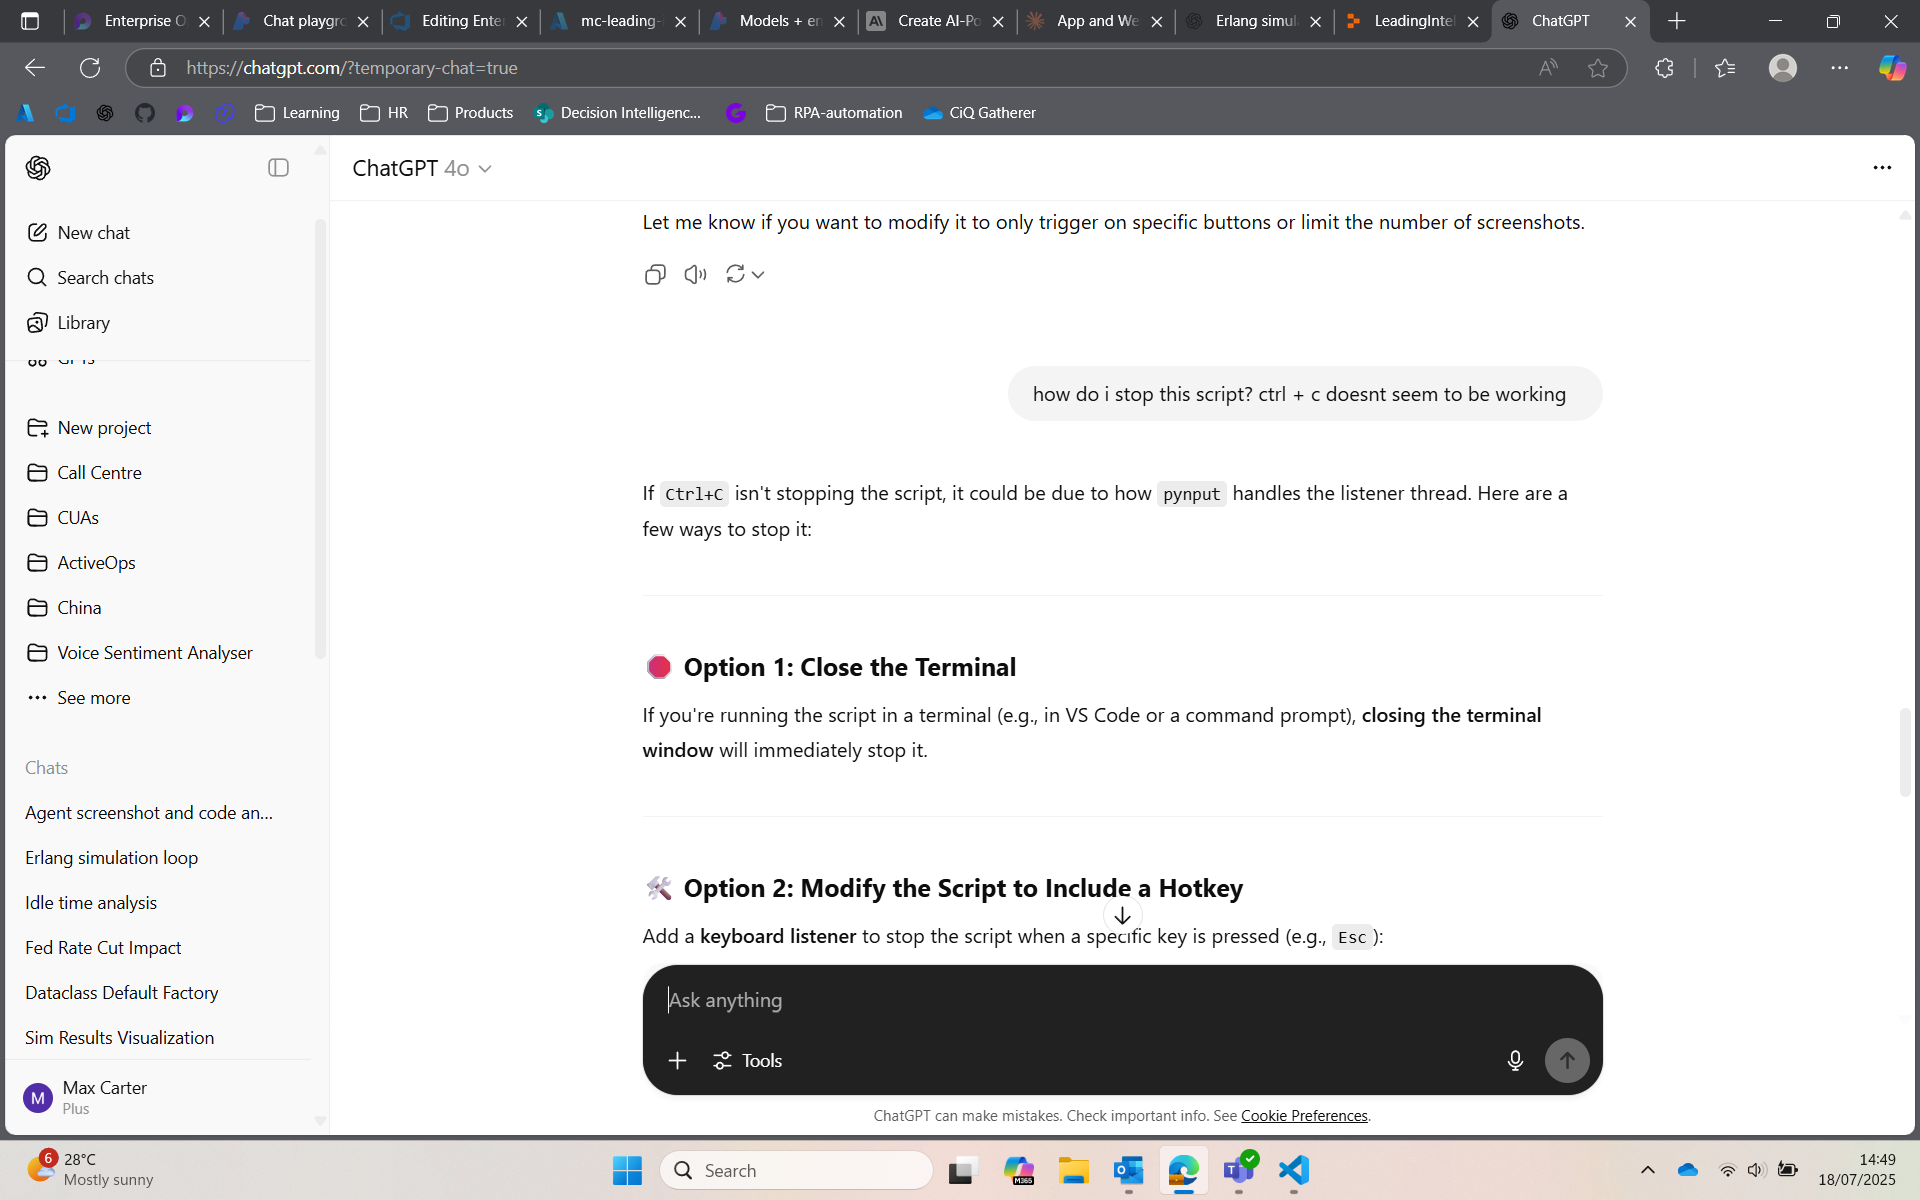 Enterprise O
Chat playgr
Editing Ente
mc-leading-
Models + en
Create AI-Po
App and We
Erlang simul
LeadingInte
ChatGPT
https://chatgpt.com/?temporary-chat=true
Learning
HR
Products
Decision Intelligenc...
RPA-automation
CiQ Gatherer
ChatGPT 4o
New chat
Search chats
Library
GPTs
New project
Call Centre
CUAs
ActiveOps
China
Voice Sentiment Analyser
See more
Chats
Agent screenshot and code an...
Erlang simulation loop
Idle time analysis
Fed Rate Cut Impact
Dataclass Default Factory
Sim Results Visualization
M
Max Carter
Plus
Let me know if you want to modify it to only trigger on specific buttons or limit the number of screenshots.
how do i stop this script? ctrl + c doesnt seem to be working
If Ctrl+C isn't stopping the script, it could be due to how pynput handles the listener thread. Here are a
few ways to stop it:
Option 1: Close the Terminal
If you're running the script in a terminal (e.g., in VS Code or a command prompt), closing the terminal
window will immediately stop it.
Option 2: Modify the Script to Include a Hotkey
Add a keyboard listener to stop the script when a specific key is pressed (e.g., Esc):
Ask anything
Tools
ChatGPT can make mistakes. Check important info. See Cookie Preferences.
6
28°C
Mostly sunny
Search
M365
14:49
18/07/2025